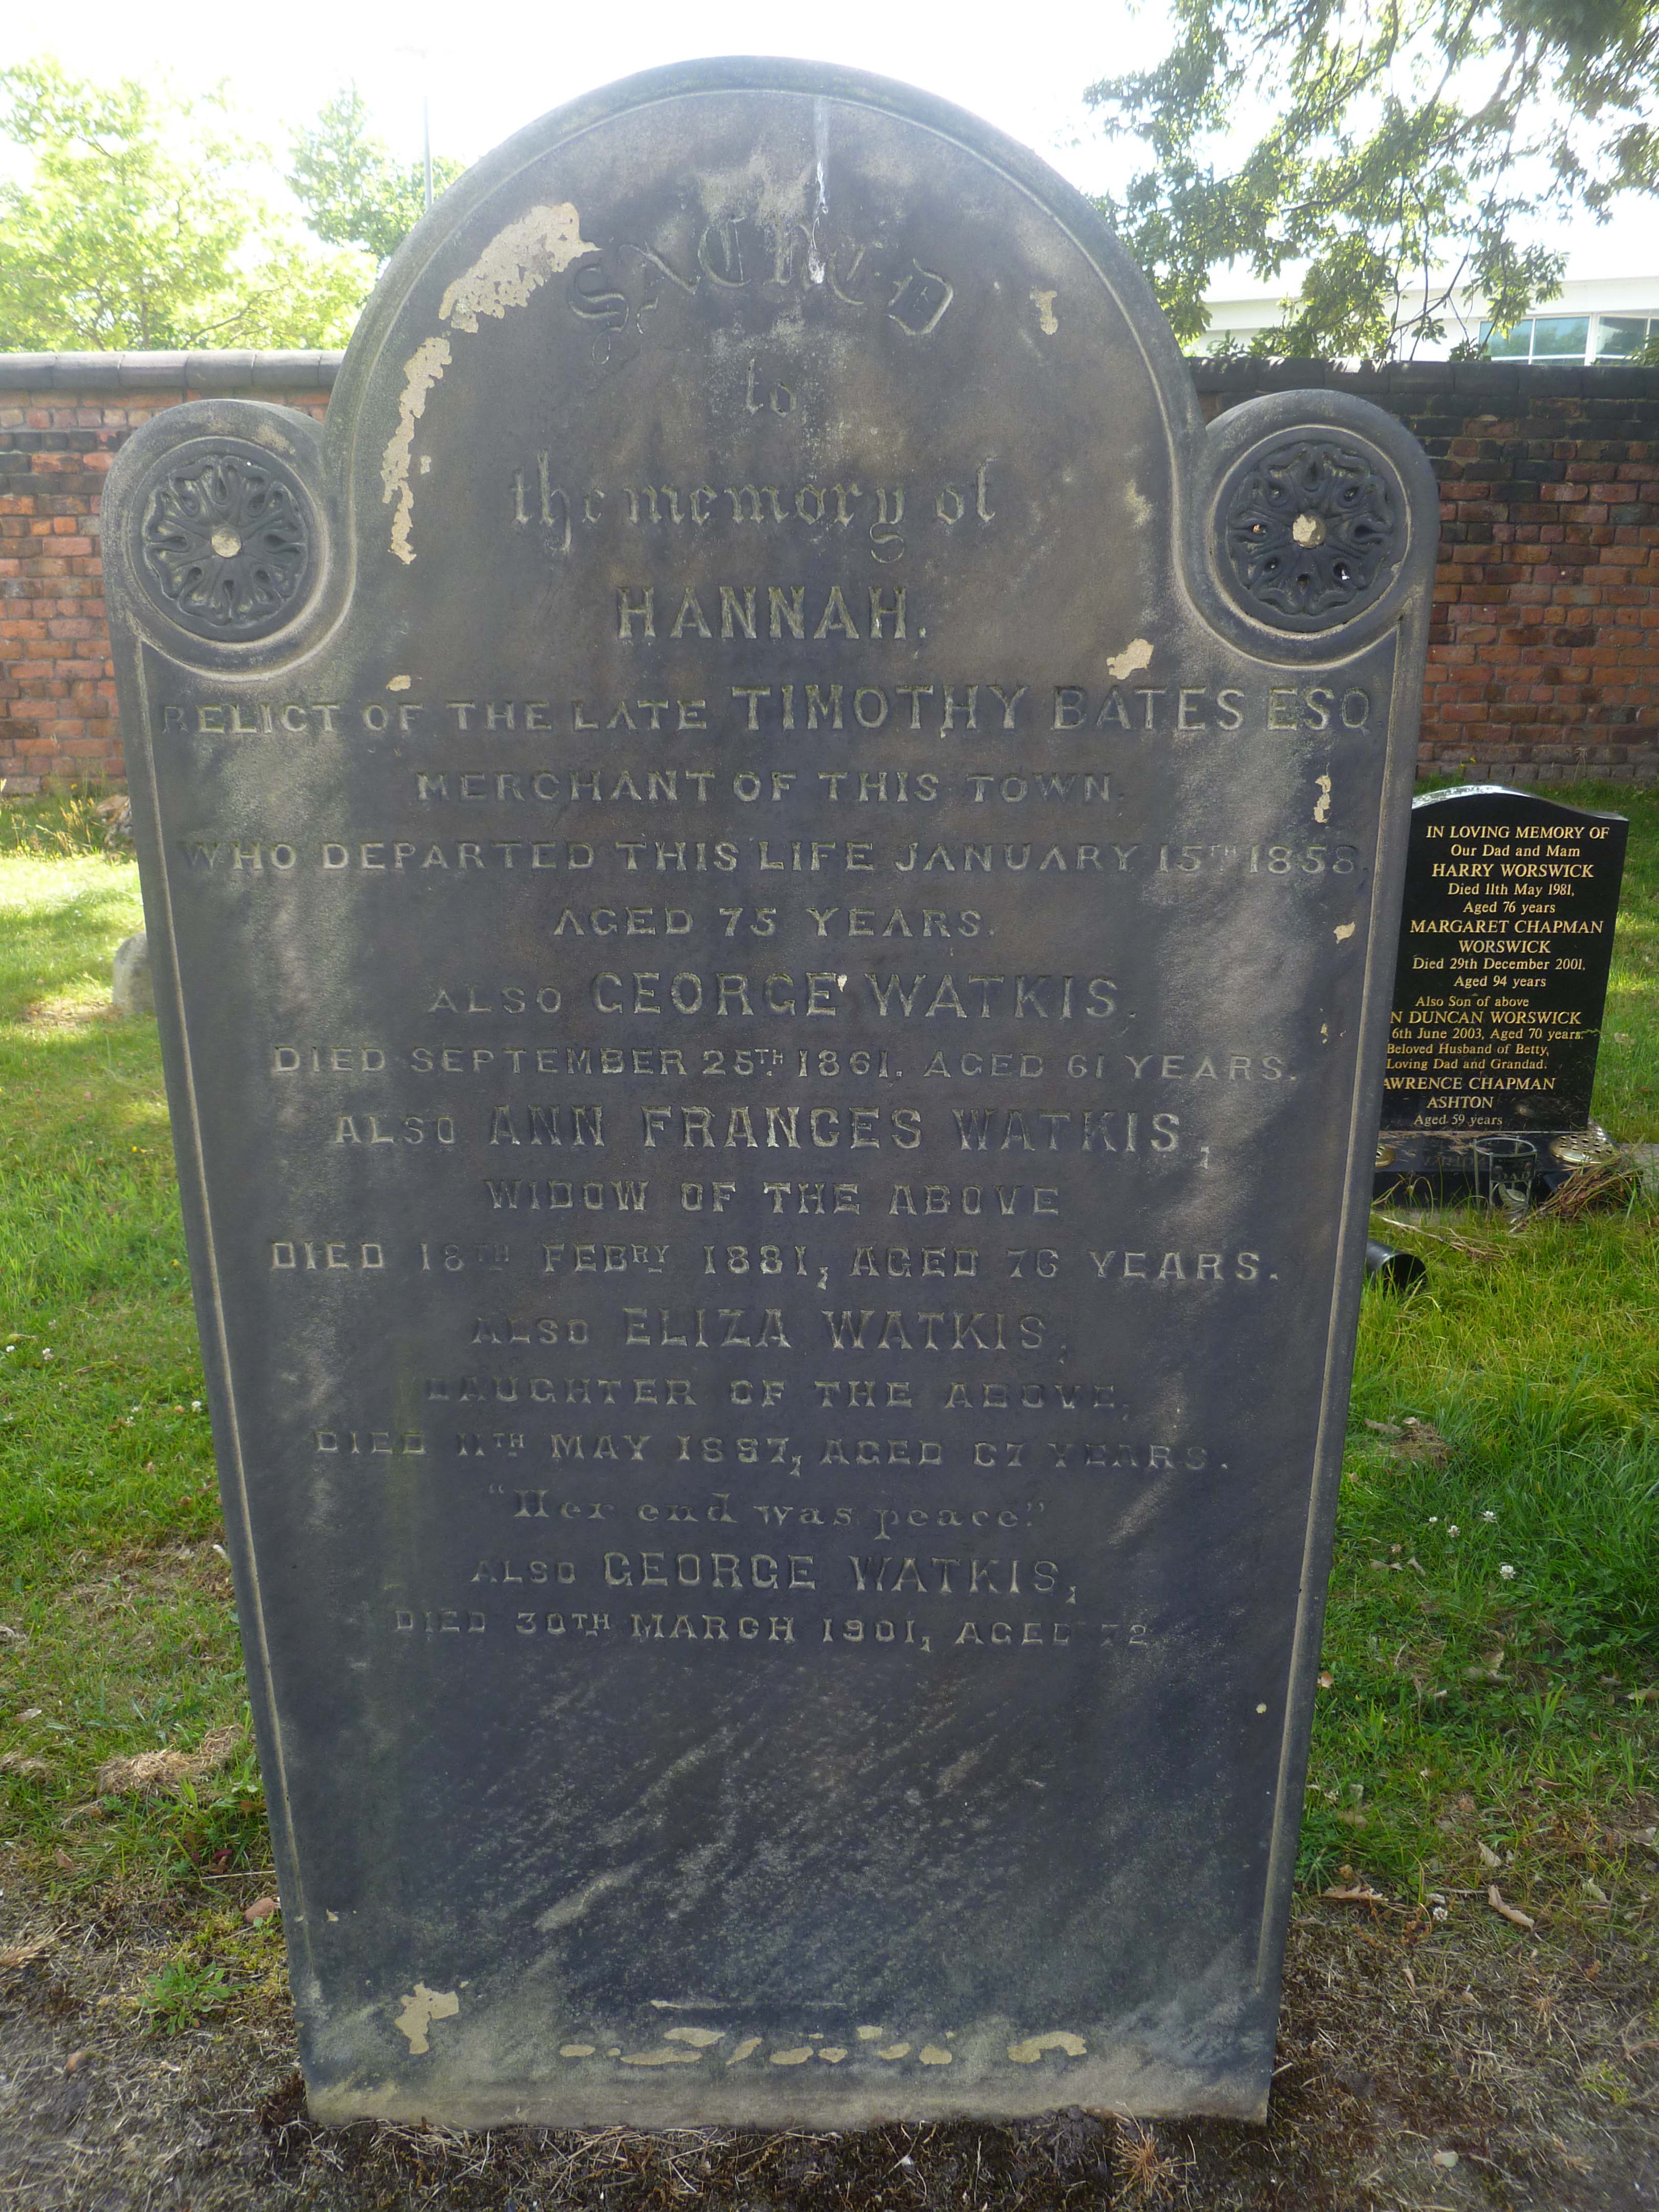 SACRED
to
the memory of
HANNAH.
RELICT OF THE LATE TIMOTHY BATES ESQ
MERCHANT OF THIS TOWN.
WHO DEPARTED THIS LIFE JANUARY 15TH 1858,
AGED 75 YEARS.
ALSO GEORGE WATKIS.
DIED SEPTEMBER 25TH 1861. AGED 61 YEARS.
ALSO ANN FRANCES WATKIS,
WIDOW OF THE ABOVE
DIED 18TH FEBRY 1881, AGED 76 YEARS.
ALSO ELIZA WATKIS,
DAUGHTER OF THE ABOVE,
DIED 11TH MAY 1887, AGED 67 YEARS.
"Her end was peace."
ALSO GEORGE WATKIS,
DIED 30TH MARCH 1901, AGED 72
IN LOVING MEMORY OF
Our Dad and Mam
HARRY WORSWICK
Died 11th May 1981,
Aged 76 years
MARGARET CHAPMAN
WORSWICK
Died 29th December 2001,
Aged 94 years
Also Son of above
N DUNCAN WORSWICK
6th June 2003, Aged 70 years.
Beloved Husband of Betty,
Loving Dad and Grandad.
AWRENCE CHAPMAN
ASHTON
Aged 59 years